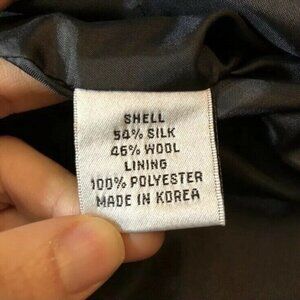 SHELL
54% SILK
46% WOOL
LINING
100% POLYESTER
MADE IN KOREA